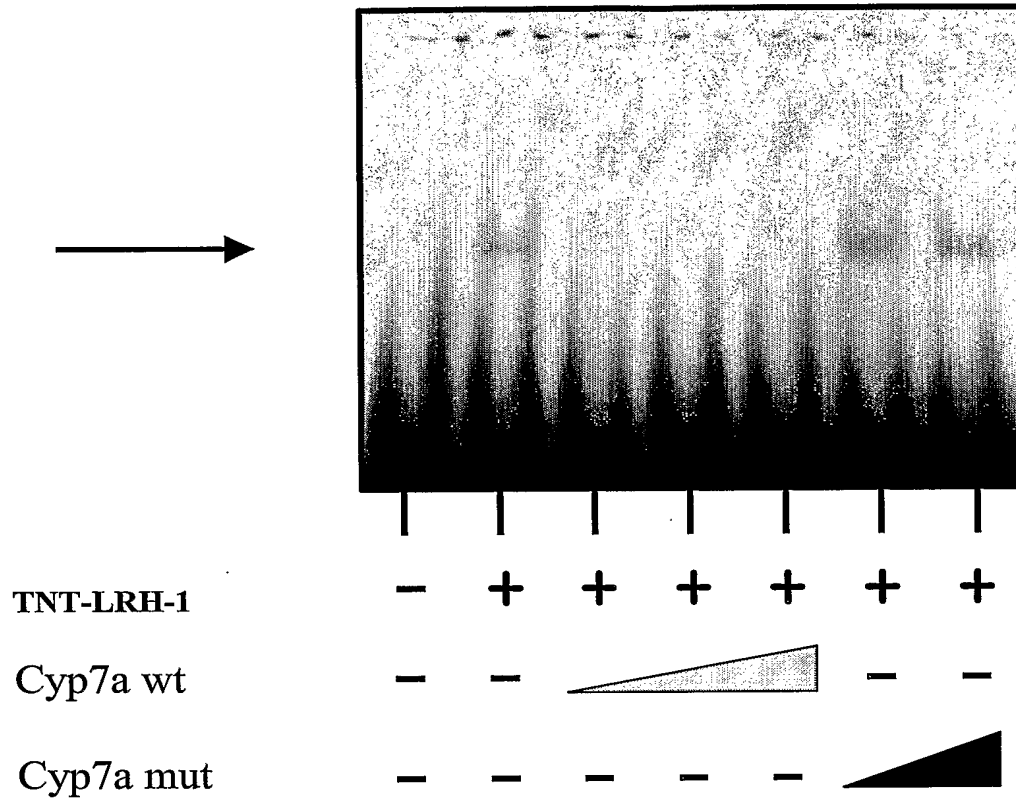 TNT-LRH-1 − + + + + + +
Cyp7a wt − − − −
Cyp7a mut − − − − −